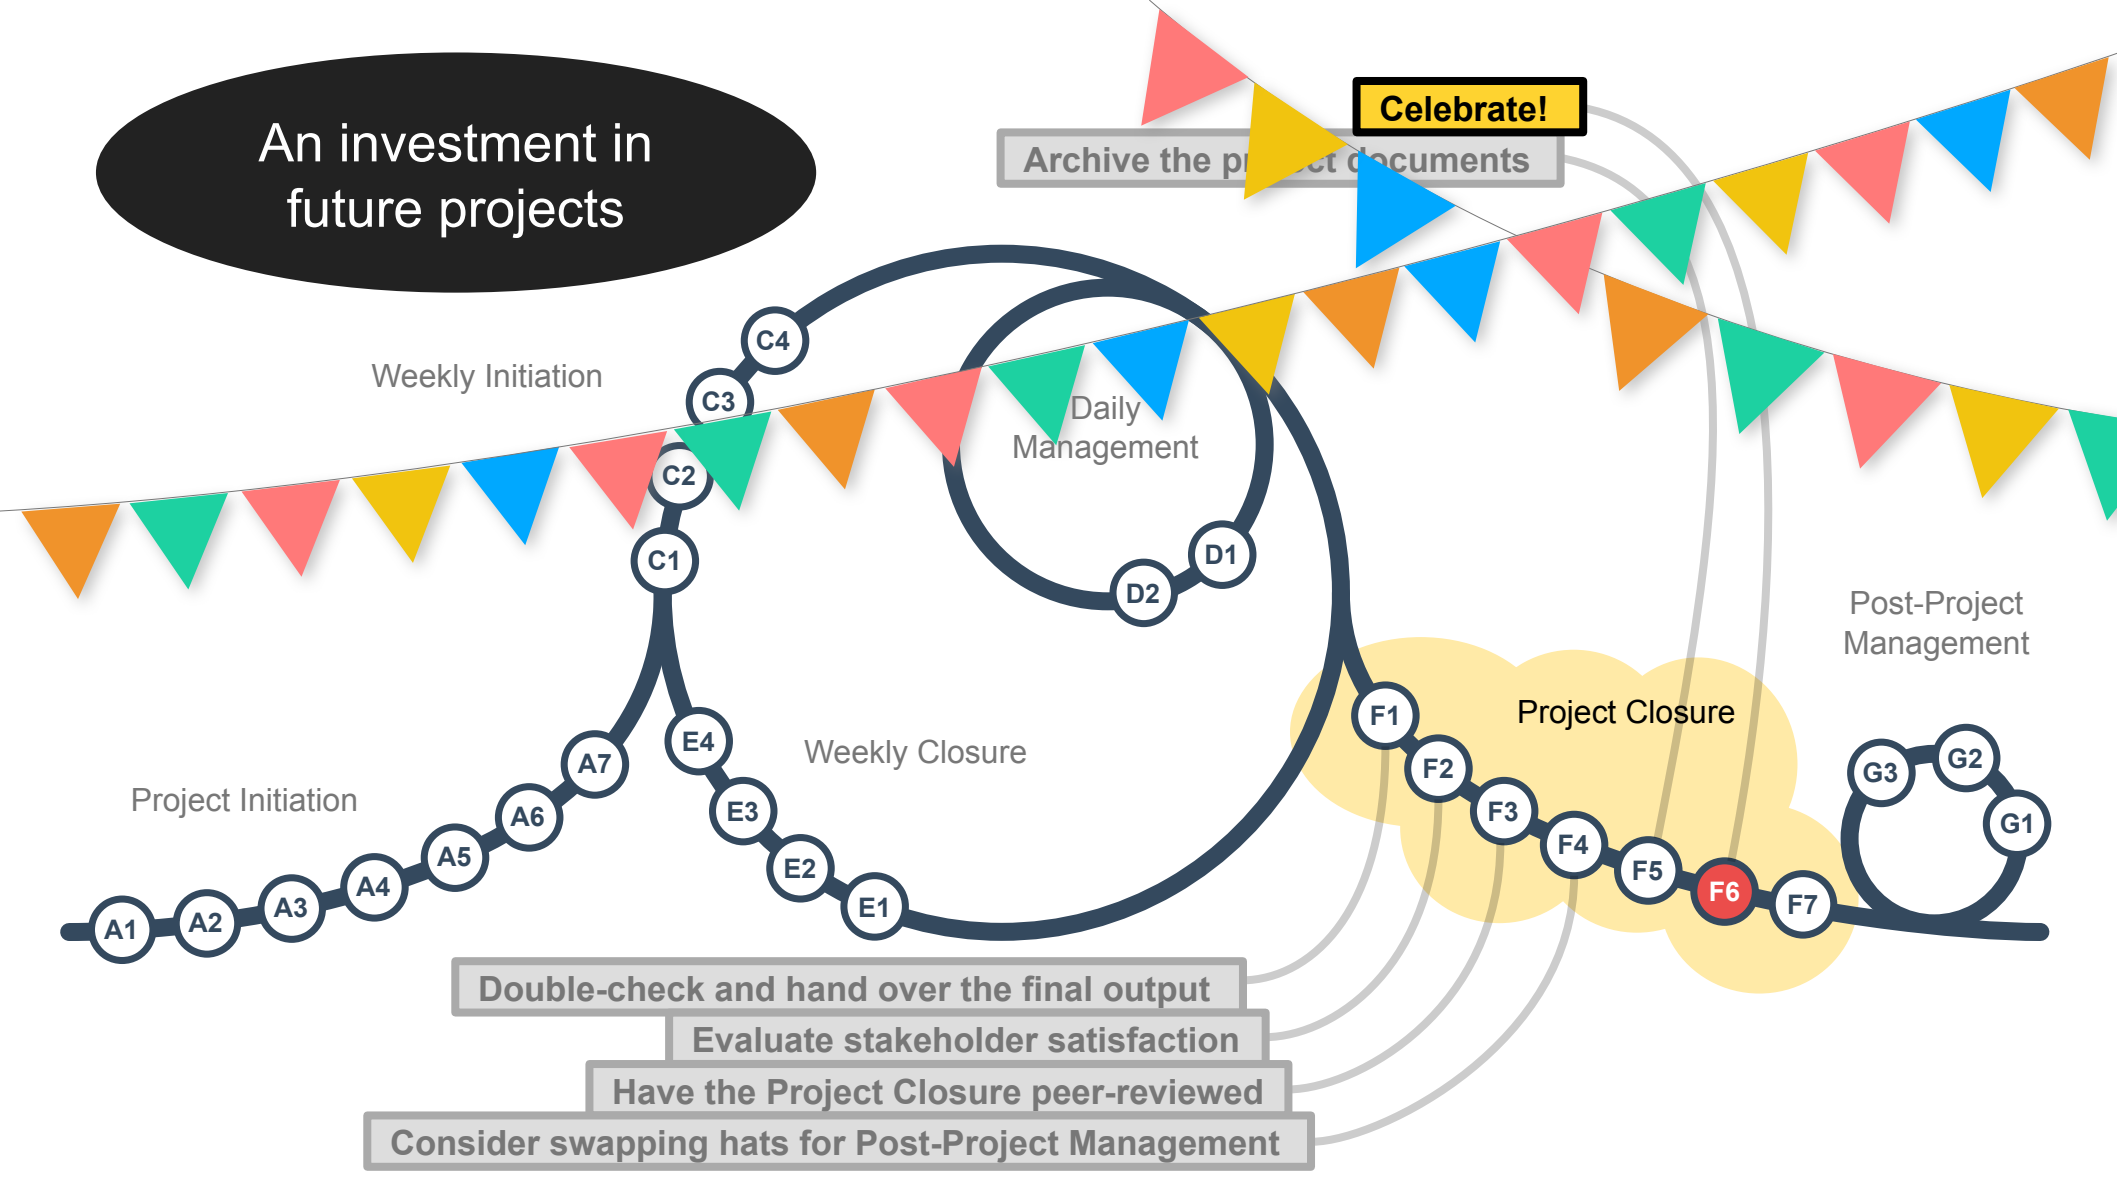 An investment in
future projects
Celebrate!
Archive the project documents
Weekly Initiation
Daily
Management
C4
C3
C2
C1
D1
D2
Post-Project
Management
Project Closure
Weekly Closure
Project Initiation
A1
A2
A3
A4
A5
A6
A7
E4
E3
E2
E1
F1
F2
F3
F4
F5
F6
F7
G3
G2
G1
Double-check and hand over the final output
Evaluate stakeholder satisfaction
Have the Project Closure peer-reviewed
Consider swapping hats for Post-Project Management